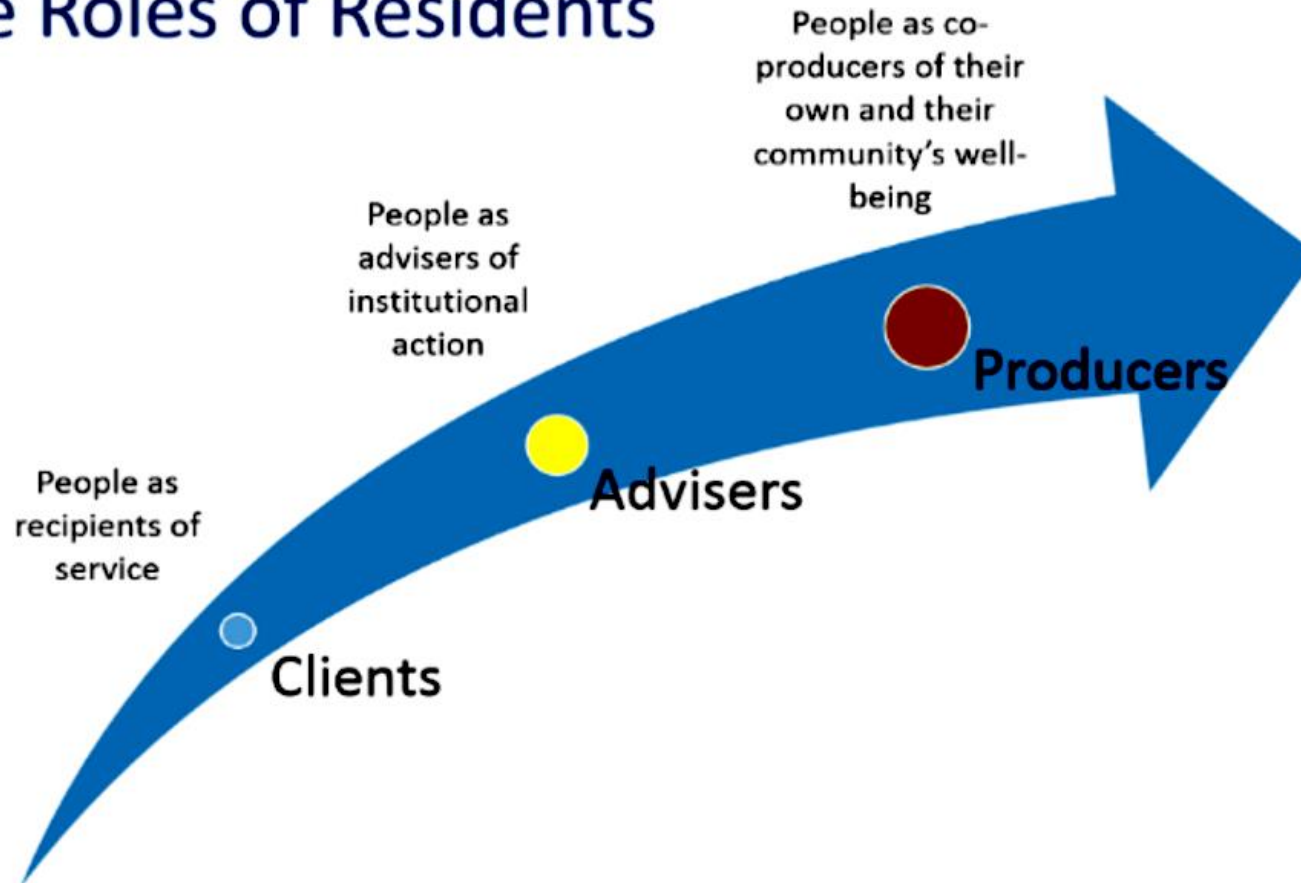 e Roles of Residents
People as co-
producers of their
own and their
community's well-
being
People as
advisers of
institutional
action
Producers
Advisers
People as
recipients of
service
Clients